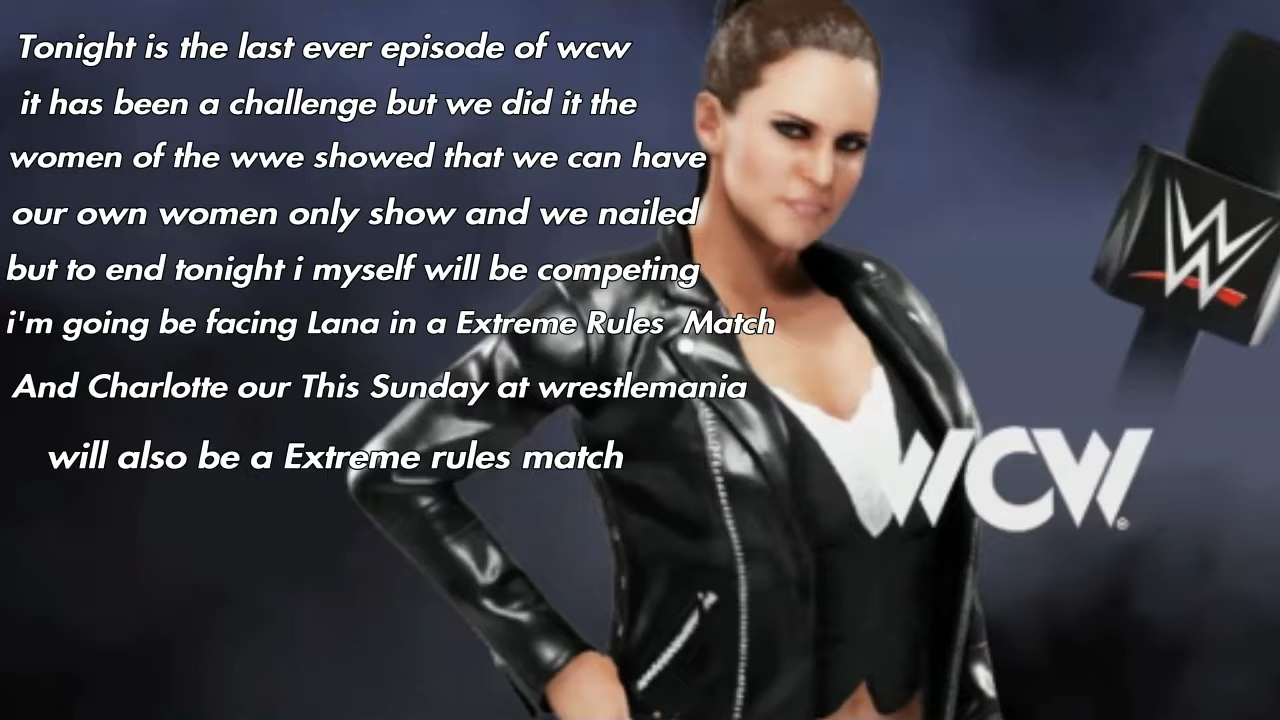 Tonight is the last ever episode of wcw
it has been a challenge but we did it the
women of the wwe showed that we can have
our own women only show and we nailed
but to end tonight i myself will be competing
i'm going be facing Lana in a Extreme Rules Match
And Charlotte our This Sunday at wrestlemania
will also be a Extreme rules match
W
WCW®